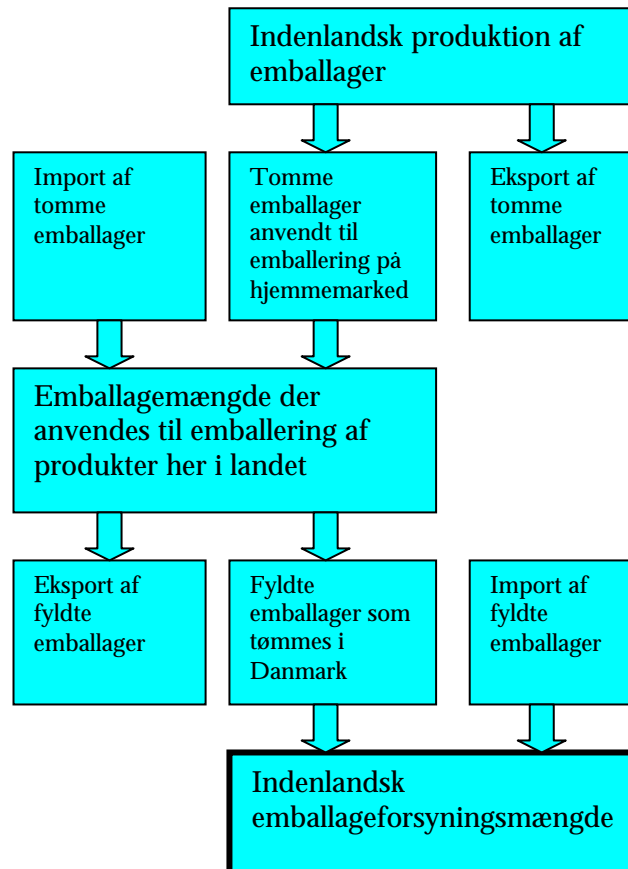 Indenlandsk produktion af
emballager
Import af
tomme
emballager
Tomme
emballager
anvendt til
emballering på
hjemmemarked
Eksport af
tomme
emballager
Emballagemængde der
anvendes til emballering af
produkter her i landet
Eksport af
fyldte
emballager
Fyldte
emballager som
tømmes i
Danmark
Import af
fyldte
emballager
Indenlandsk
emballageforsyningsmængde